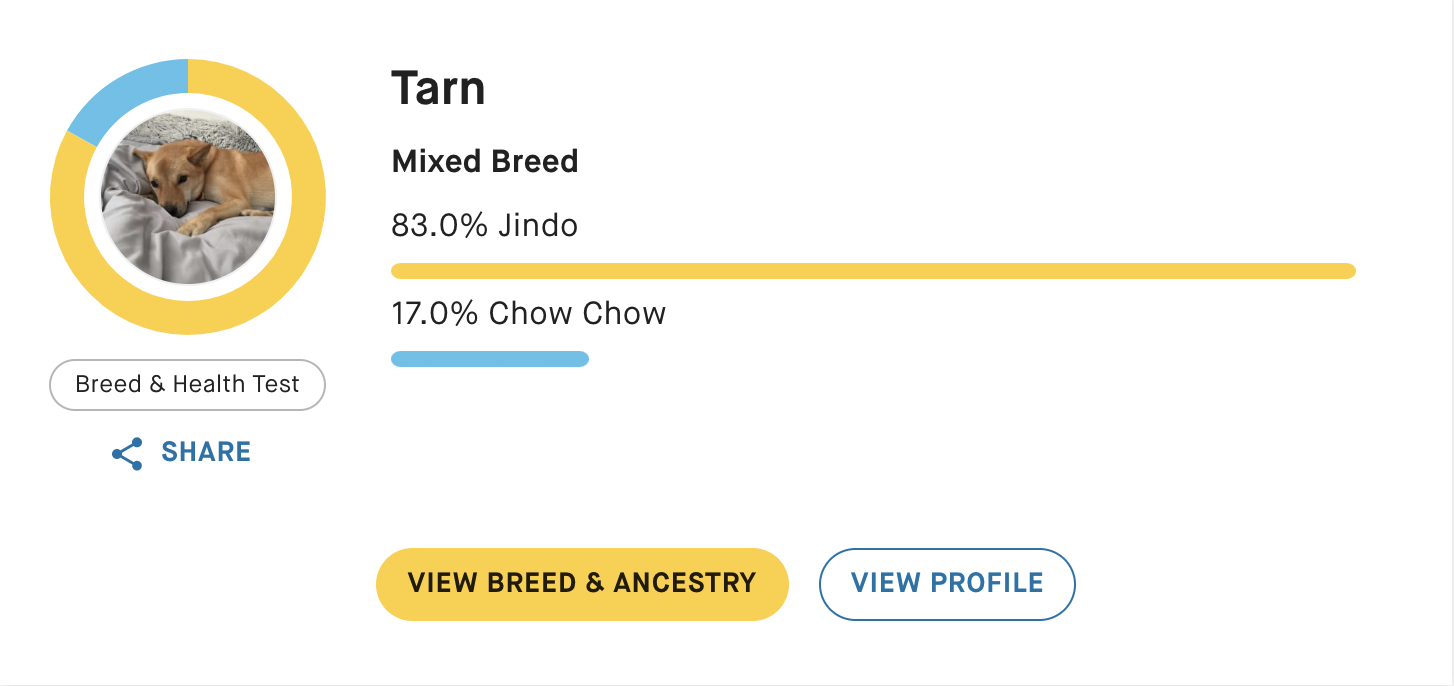 Tarn
Mixed Breed
83.0% Jindo
17.0% Chow Chow
Breed & Health Test
SHARE
VIEW BREED & ANCESTRY
VIEW PROFILE